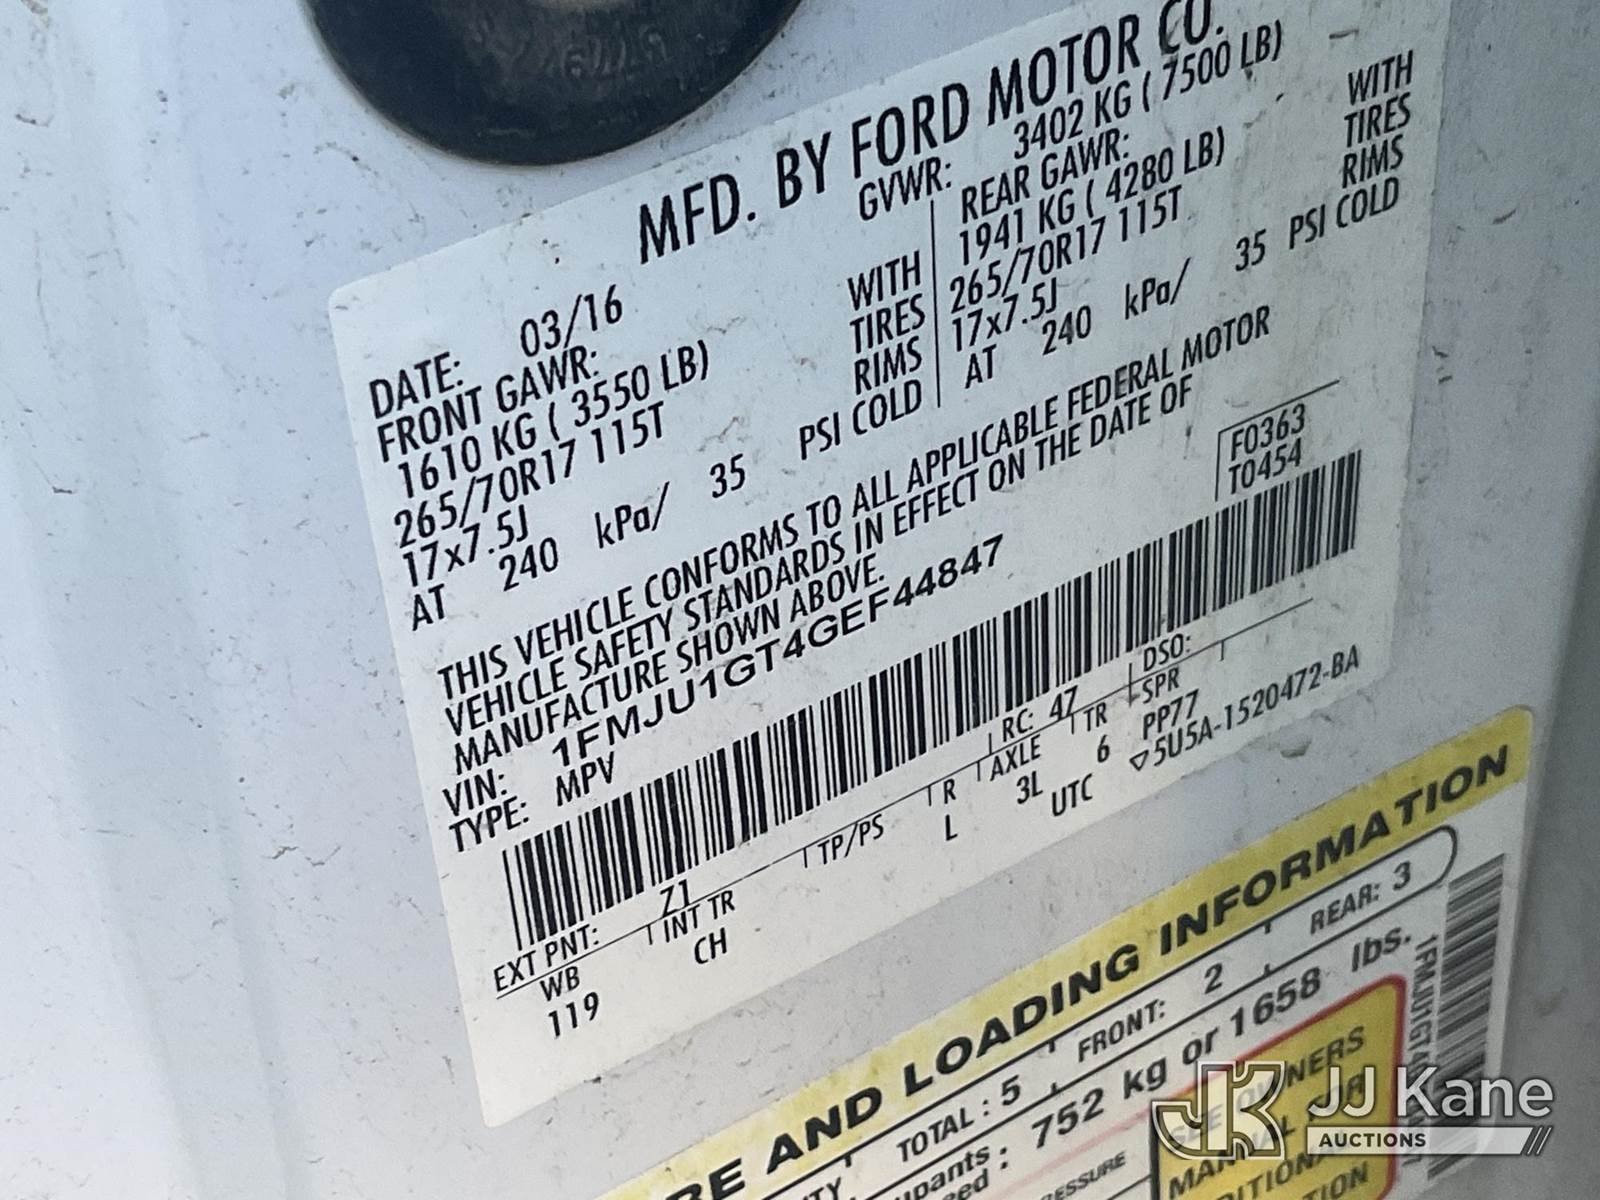 MFD. BY FORD MOTOR CO.
DATE: 03/16 GVWR: 3402 KG ( 7500 LB)
FRONT GAWR: REAR GAWR:
1610 KG ( 3550 LB) WITH 1941 KG ( 4280 LB) WITH
265/70R17 115T TIRES 265/70R17 115T TIRES
17x7.5J RIMS 17x7.5J RIMS
AT 240 kPa/ 35 PSI COLD AT 240 kPa/ 35 PSI COLD
THIS VEHICLE CONFORMS TO ALL APPLICABLE FEDERAL MOTOR
VEHICLE SAFETY STANDARDS IN EFFECT ON THE DATE OF
MANUFACTURE SHOWN ABOVE.
VIN: 1FMJU1GT4GEF44847 F0363
TYPE: MPV T0454
EXT PNT: Z1 RC: 47 DSO:
WB INT TR TP/PS R AXLE TR SPR
119 CH L 3L 6 PP77
UTC ▽5U5A-1520472-BA
RE AND LOADING INFORMATION
TOTAL : 5 FRONT: 2 REAR: 3
752 kg or 1658 lbs.
SEE OWNERS
MANUAL FOR
JJ Kane
AUCTIONS